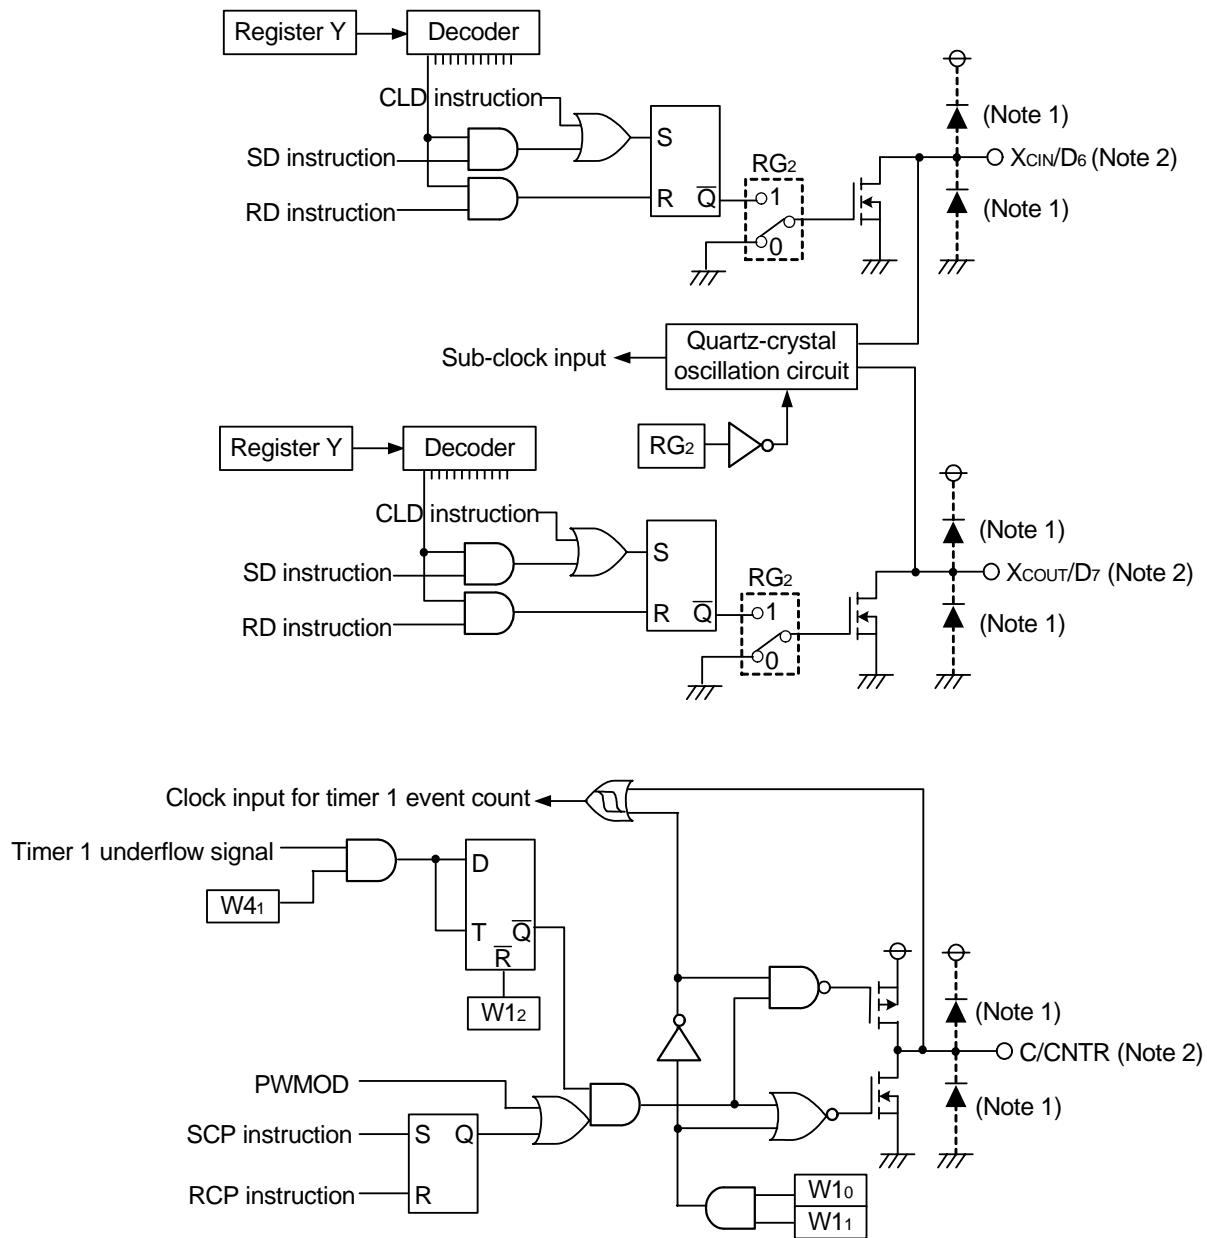 Register Y
Decoder
CLD instruction
SD instruction
RD instruction
S
R
Q̅
RG2
1
0
(Note 1)
XCIN/D6 (Note 2)
(Note 1)
Sub-clock input
Quartz-crystal
oscillation circuit
RG2
Register Y
Decoder
CLD instruction
SD instruction
RD instruction
S
R
Q̅
RG2
1
0
(Note 1)
XCOUT/D7 (Note 2)
(Note 1)
Clock input for timer 1 event count
Timer 1 underflow signal
W41
D
T
Q̅
R̅
W12
PWMOD
SCP instruction
RCP instruction
S
Q
R
(Note 1)
C/CNTR (Note 2)
(Note 1)
W10
W11